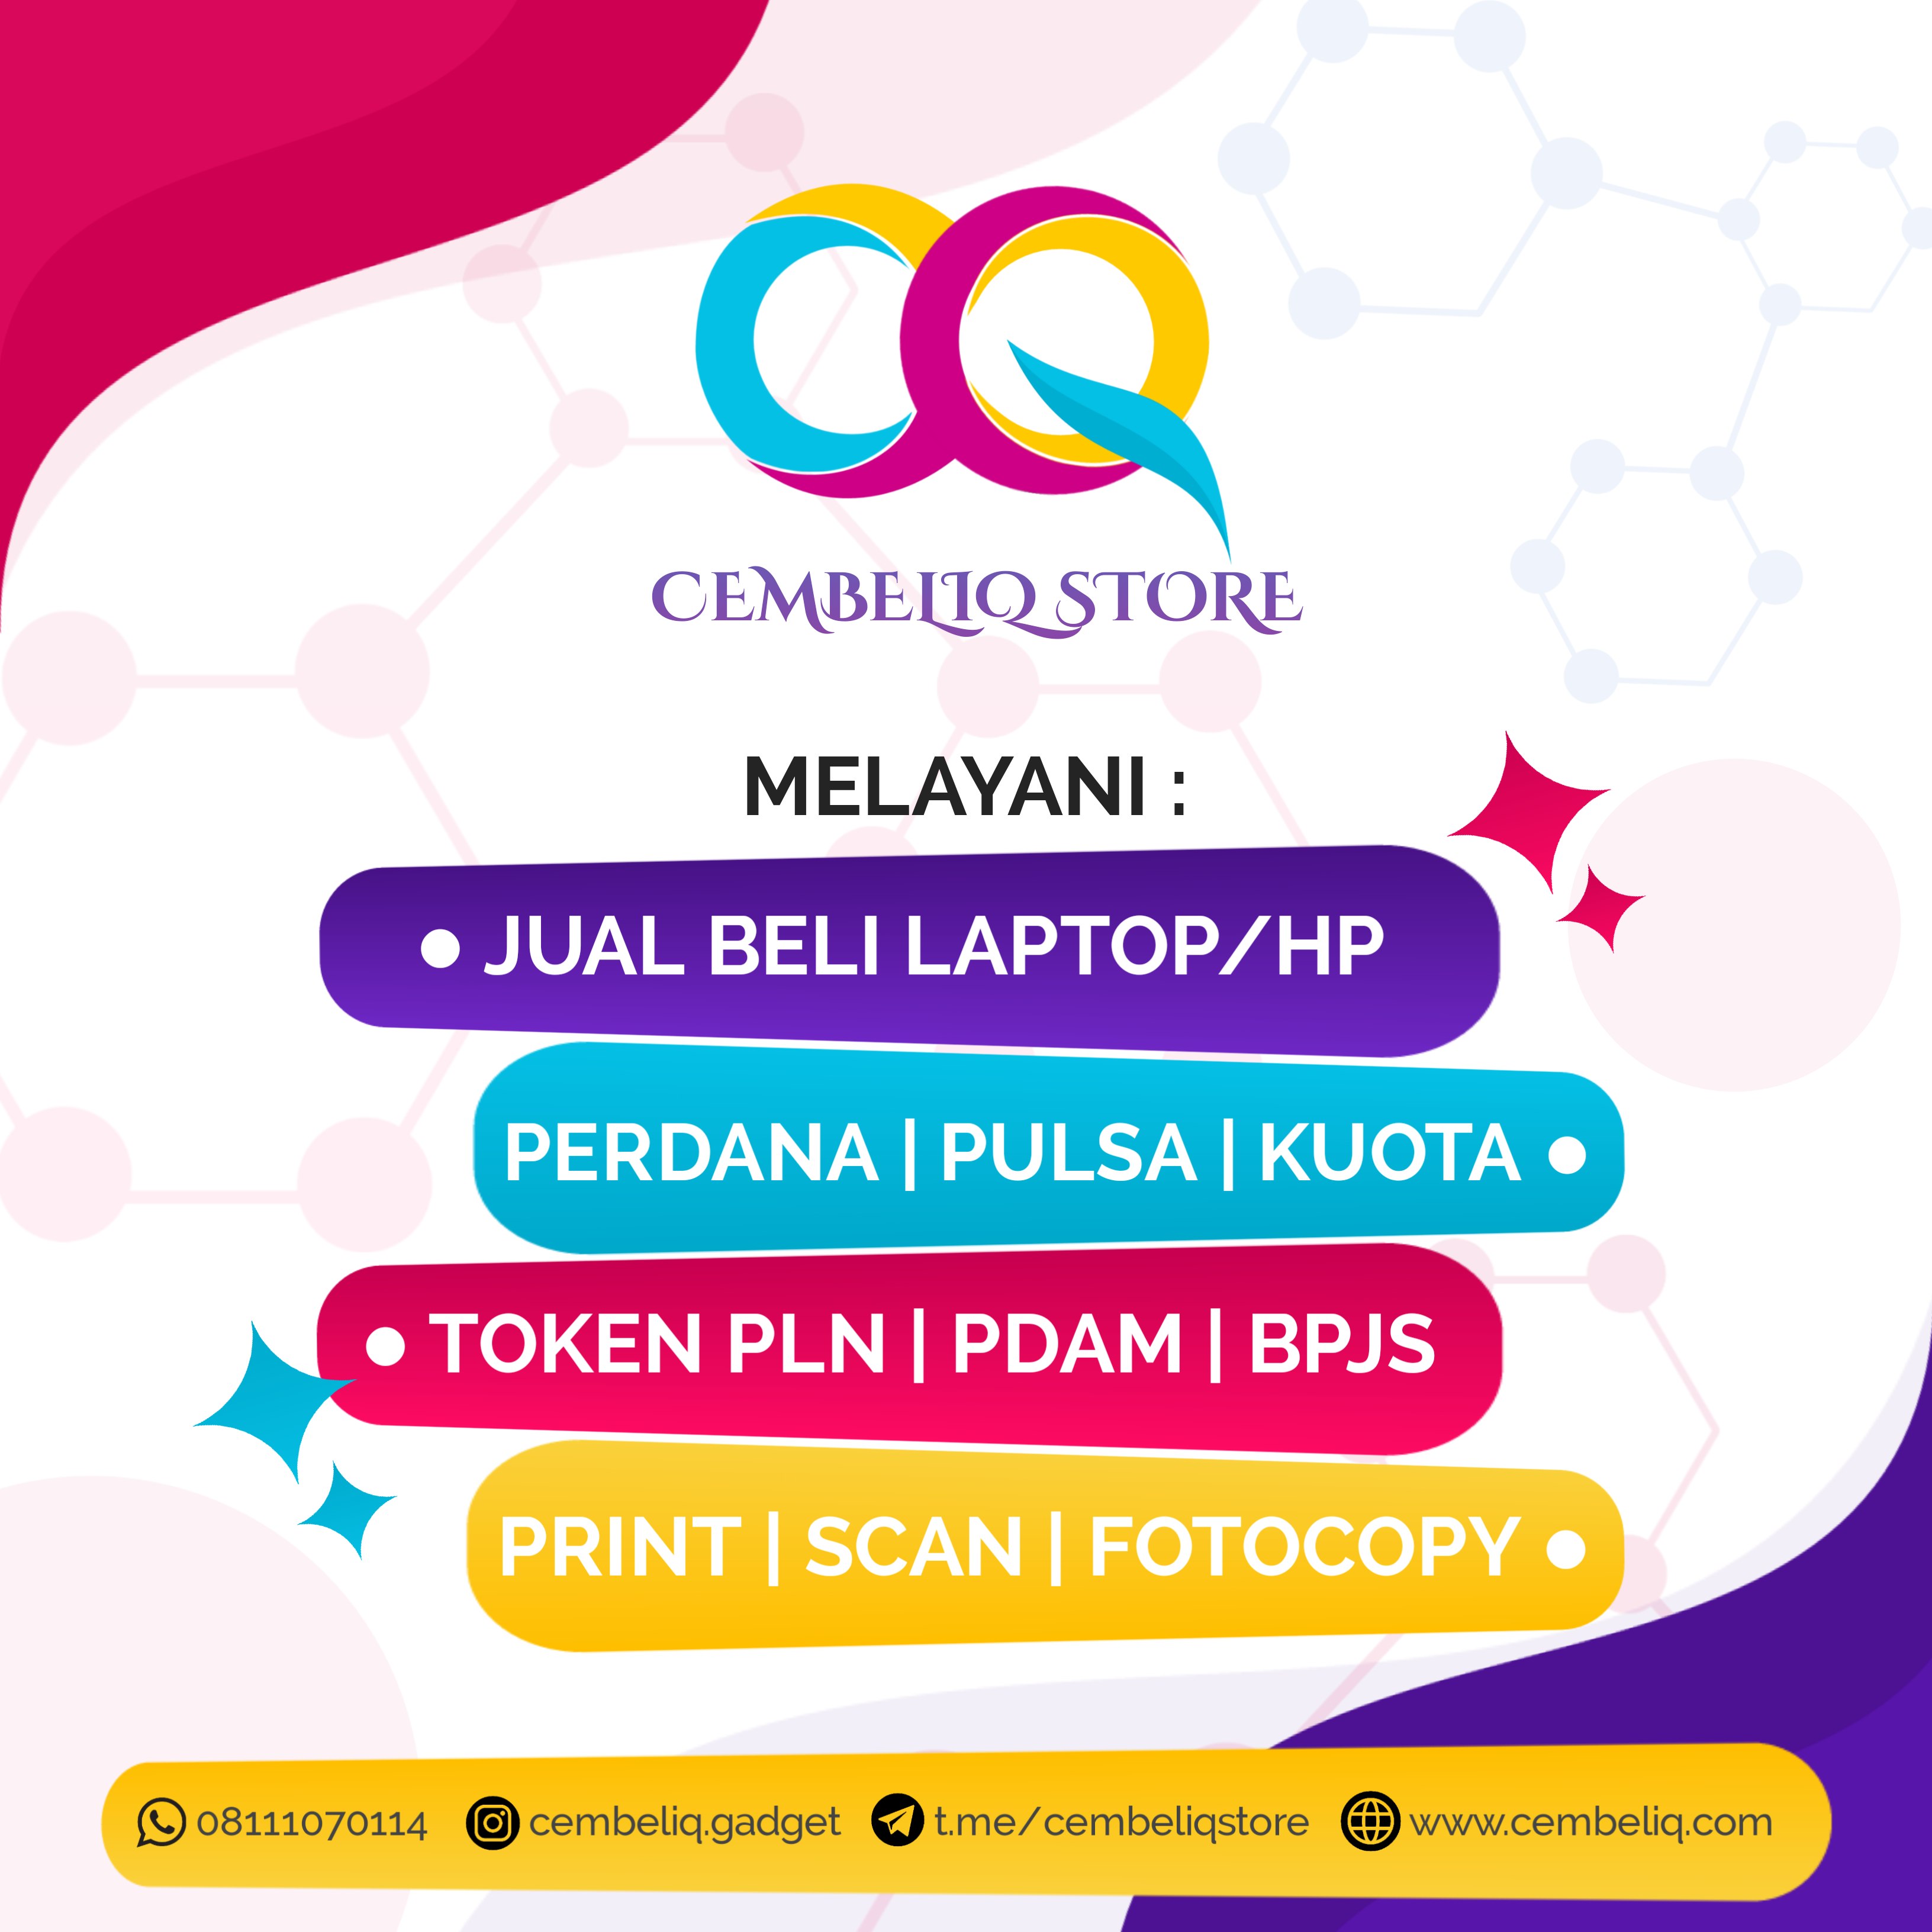 CEMBELIQ STORE
MELAYANI :
• JUAL BELI LAPTOP/HP
PERDANA | PULSA | KUOTA •
• TOKEN PLN | PDAM | BPJS
PRINT | SCAN | FOTOCOPY •
08111070114 cembeliq.gadget t.me/cembeliqstore www.cembeliq.com